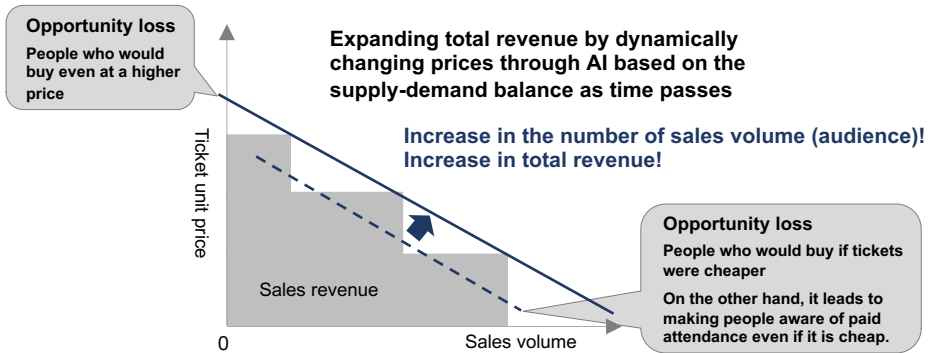 Opportunity loss
People who would
buy even at a higher
price
Expanding total revenue by dynamically
changing prices through AI based on the
supply-demand balance as time passes
Increase in the number of sales volume (audience)!
Increase in total revenue!
Ticket unit price
Opportunity loss
People who would buy if tickets
were cheaper
On the other hand, it leads to
making people aware of paid
attendance even if it is cheap.
Sales revenue
0
Sales volume